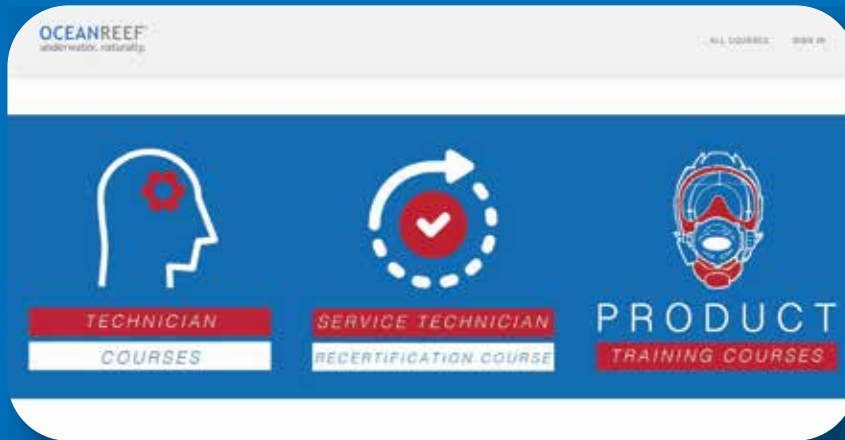 OCEANREEF
underwater. naturally.
ALL COURSES SIGN IN
TECHNICIAN
COURSES
SERVICE TECHNICIAN
RECERTIFICATION COURSE
PRODUCT
TRAINING COURSES